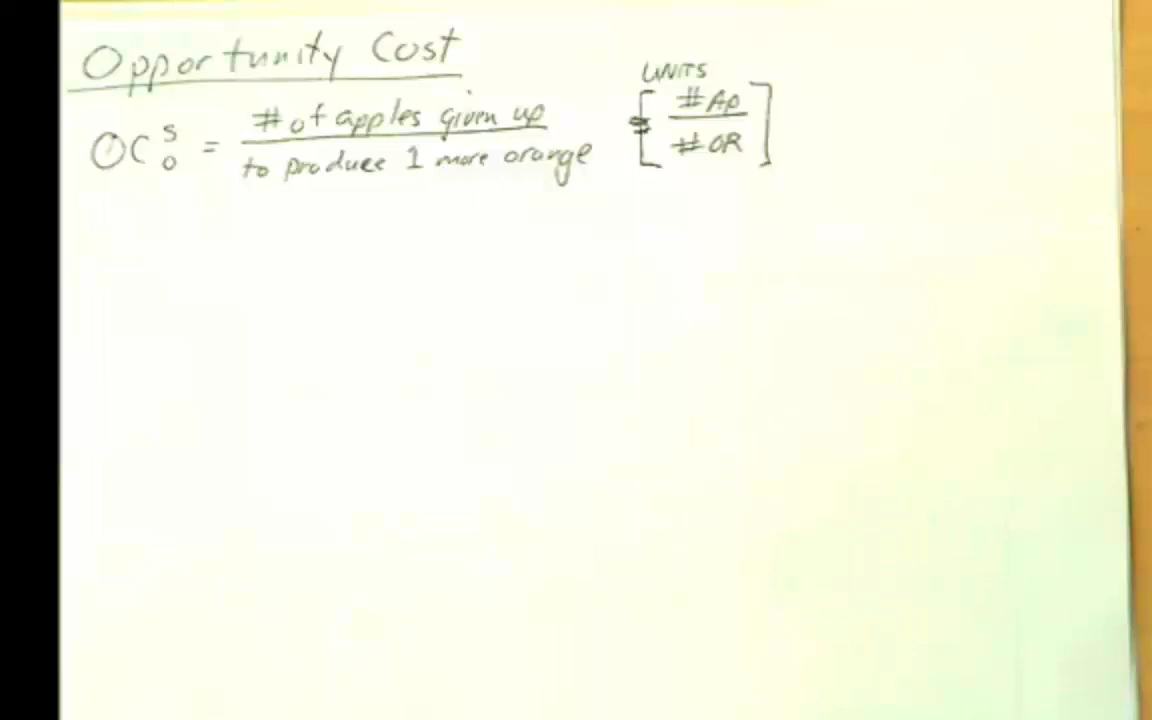 Opportunity Cost
UNITS
OC S O = # of apples given up / to produce 1 more orange [ # AP / # OR ]